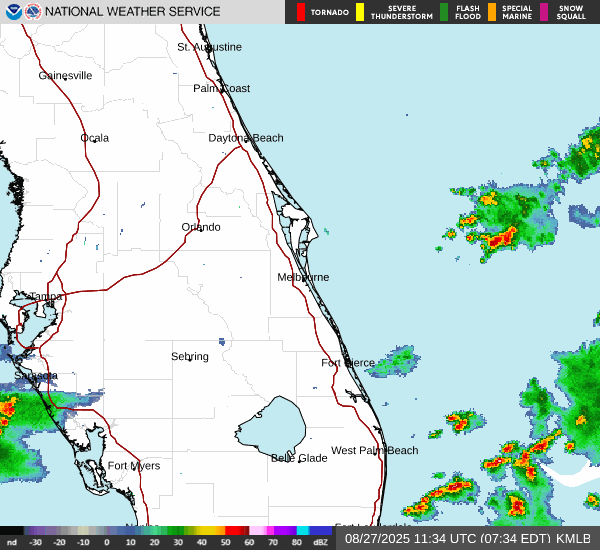 NATIONAL WEATHER SERVICE
TORNADO
SEVERE THUNDERSTORM
FLASH FLOOD
SPECIAL MARINE
SNOW SQUALL
St. Augustine
Gainesville
Palm Coast
Ocala
Daytona Beach
Orlando
Melbourne
Tampa
Sebring
Fort Pierce
Sarasota
West Palm Beach
Belle Glade
Fort Myers
nd -30 -20 -10 0 10 20 30 40 50 60 70 80 dBZ
08/27/2025 11:34 UTC (07:34 EDT) KMLB